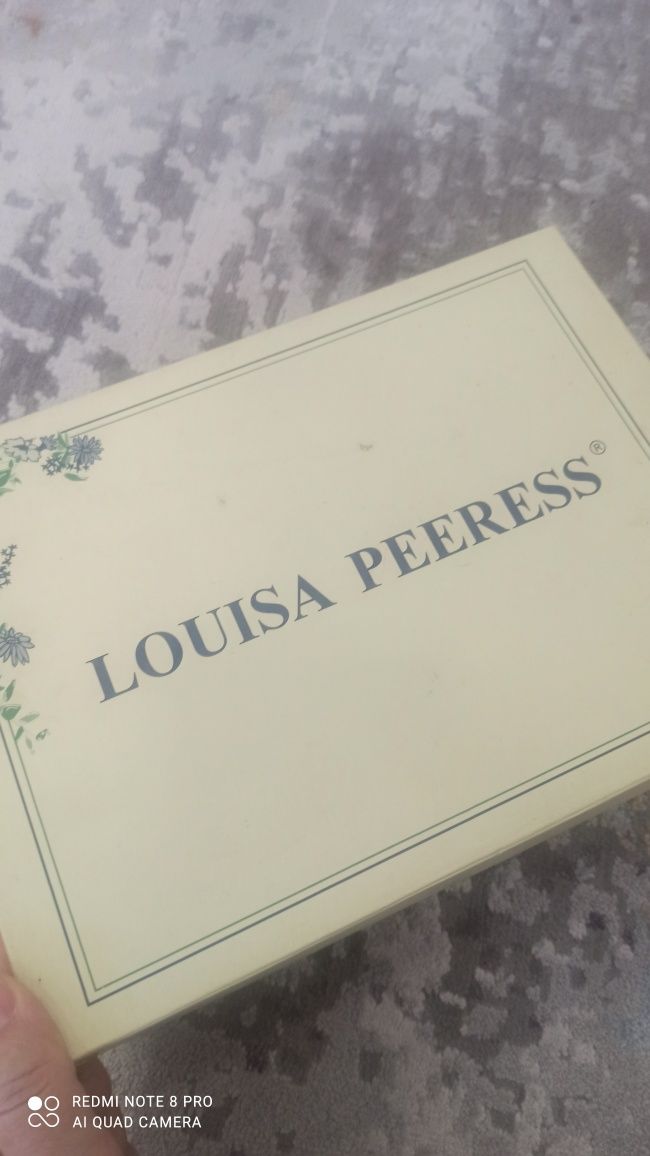 LOUISA PEERESS®
REDMI NOTE 8 PRO
AI QUAD CAMERA